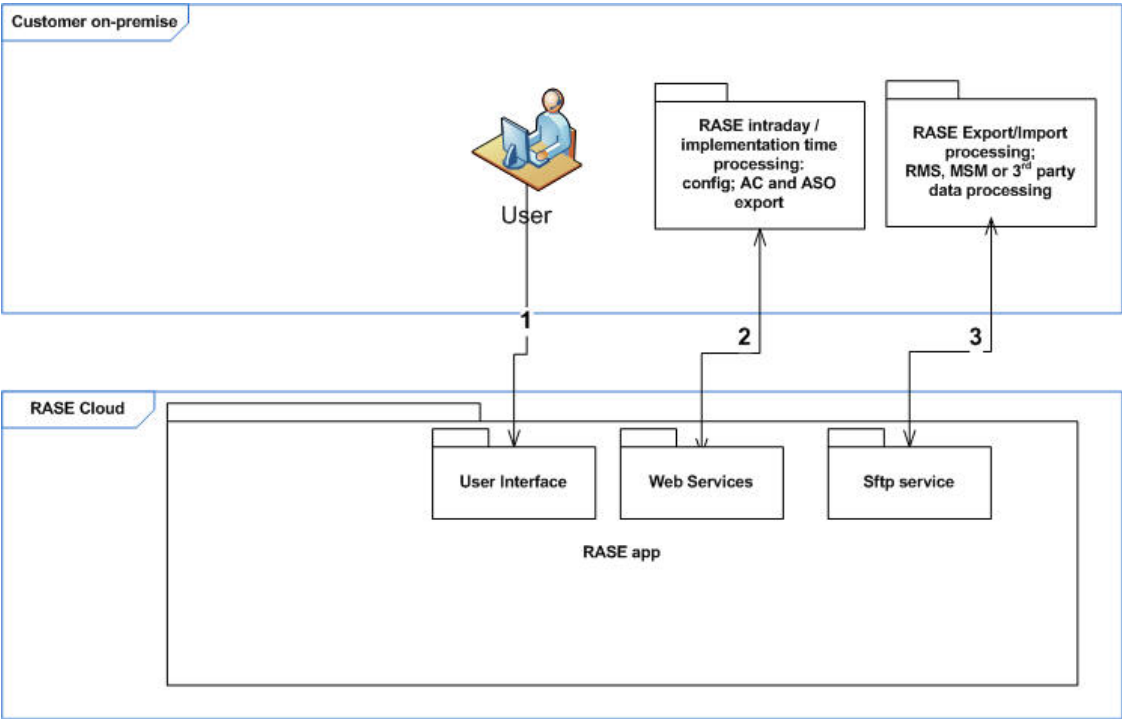 Customer on-premise
User
RASE intraday /
implementation time
processing:
config; AC and ASO
export
RASE Export/Import
processing;
RMS, MSM or 3rd party
data processing
1
2
3
RASE Cloud
User Interface
Web Services
Sftp service
RASE app